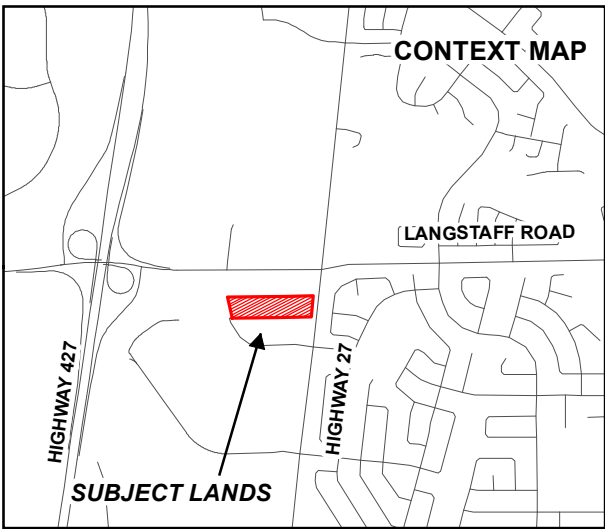 CONTEXT MAP
LANGSTAFF ROAD
HIGHWAY 427
HIGHWAY 27
SUBJECT LANDS